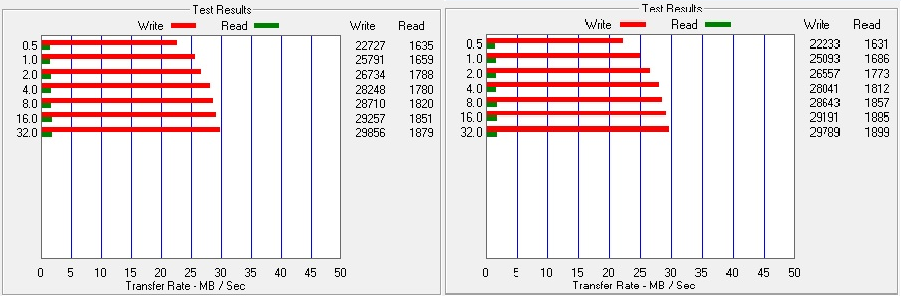 Test Results
Write Read Write Read
0.5 22727 1635
1.0 25791 1659
2.0 26734 1788
4.0 28248 1780
8.0 28710 1820
16.0 29257 1851
32.0 29856 1879
0 5 10 15 20 25 30 35 40 45 50
Transfer Rate - MB / Sec
Test Results
Write Read Write Read
0.5 22233 1631
1.0 25093 1686
2.0 26557 1773
4.0 28041 1812
8.0 28643 1857
16.0 29191 1885
32.0 29789 1899
0 5 10 15 20 25 30 35 40 45 50
Transfer Rate - MB / Sec